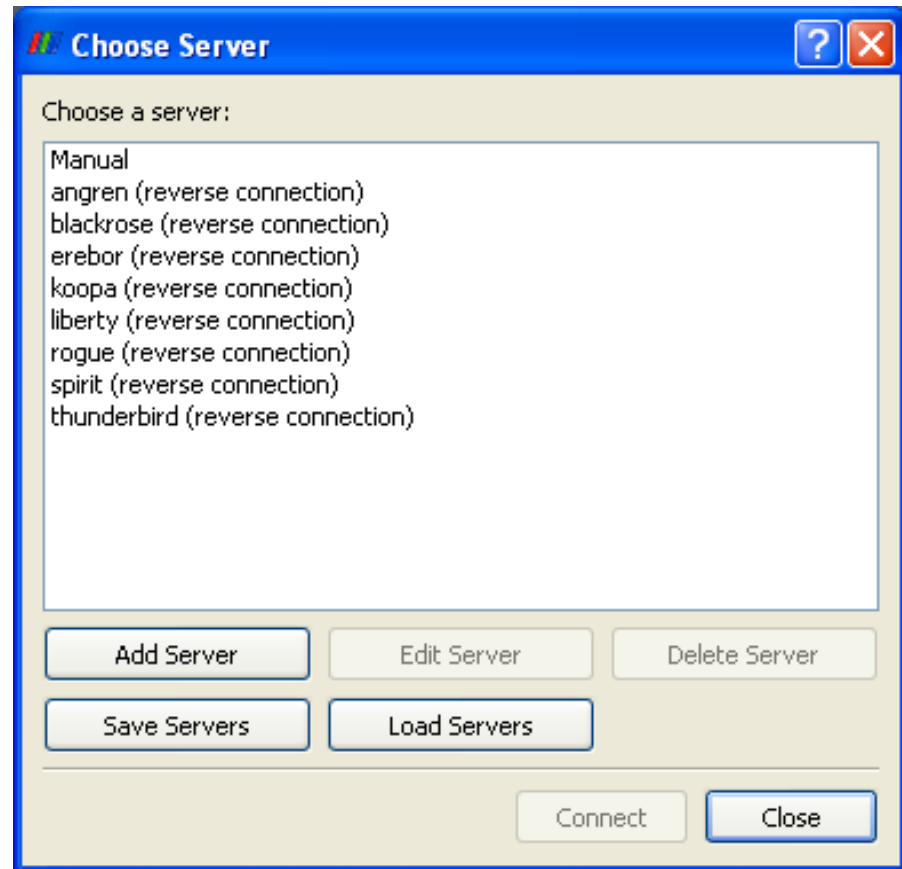 Choose Server
?
Choose a server:
Manual
angren (reverse connection)
blackrose (reverse connection)
erebor (reverse connection)
koopa (reverse connection)
liberty (reverse connection)
rogue (reverse connection)
spirit (reverse connection)
thunderbird (reverse connection)
Add Server Edit Server Delete Server
Save Servers Load Servers
Connect Close